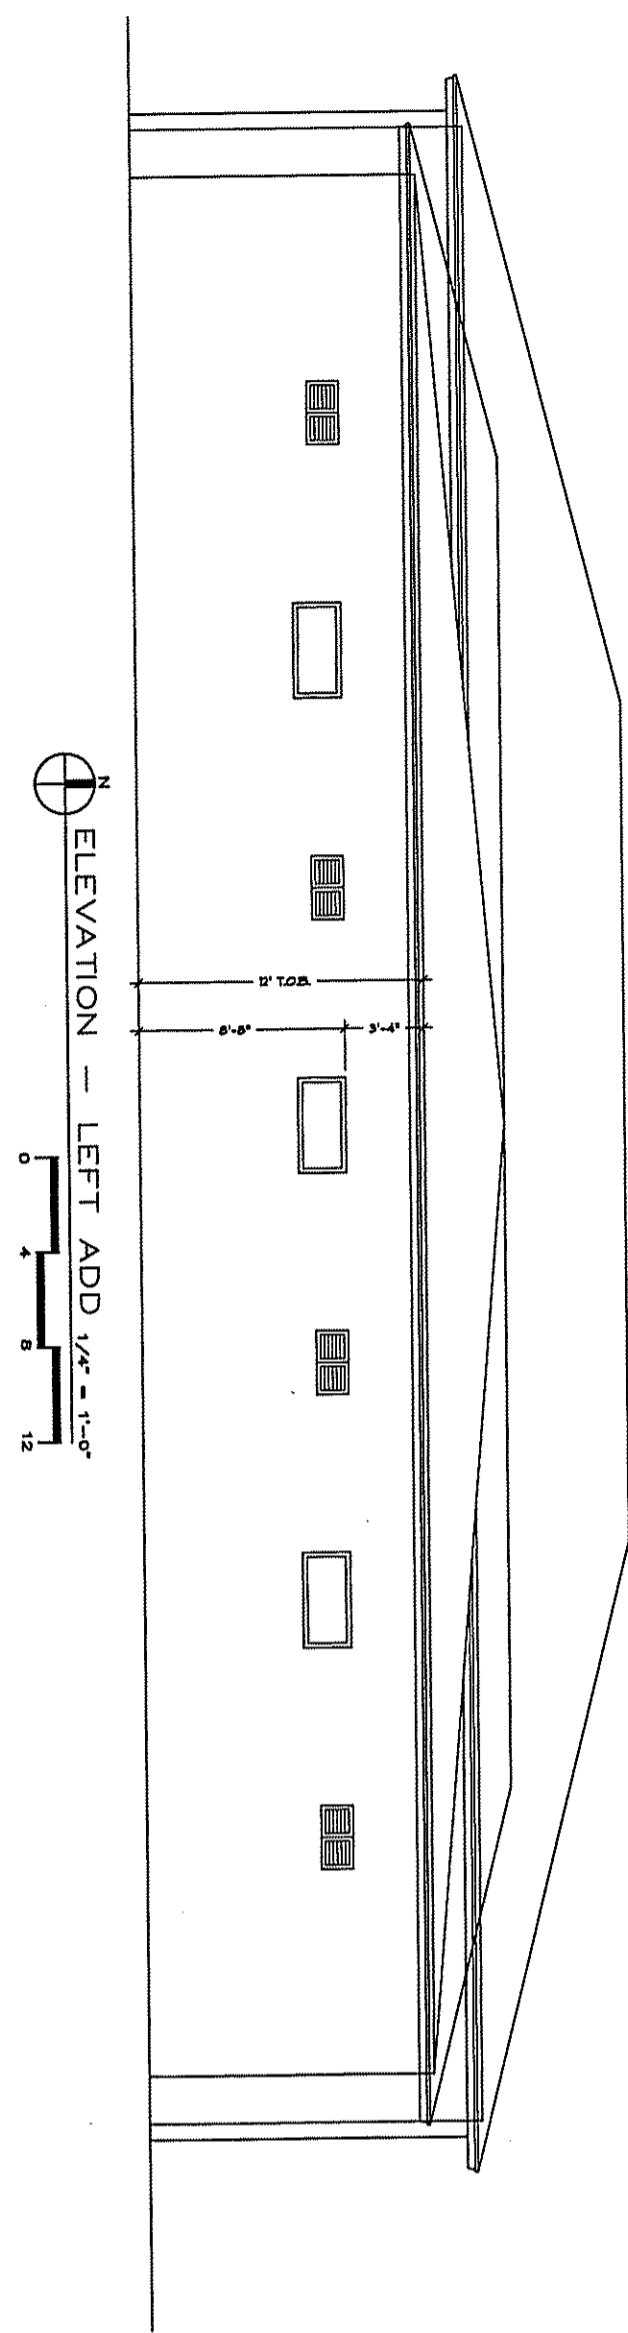 12' T.O.B.
8'-8"
3'-4"
N
ELEVATION — LEFT ADD 1/4" = 1'-0"
0 4 8 12